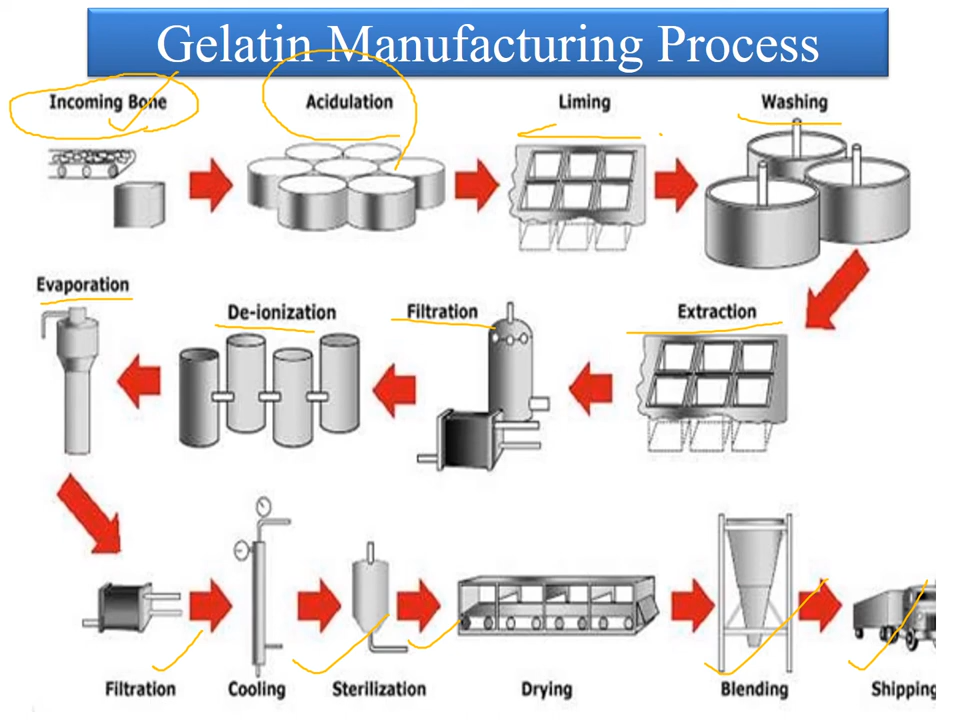 Gelatin Manufacturing Process
Incoming Bone
Acidulation
Liming
Washing
Evaporation
De-ionization
Filtration
Extraction
Filtration
Cooling
Sterilization
Drying
Blending
Shipping